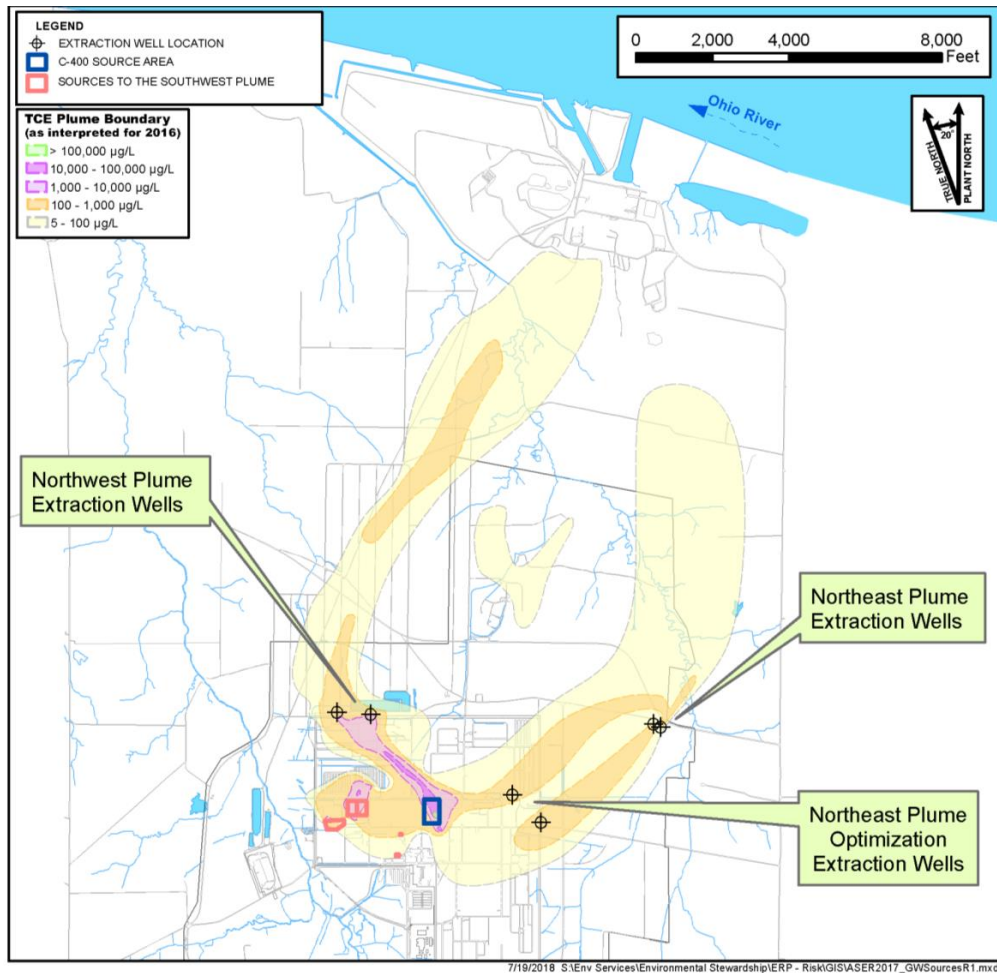 LEGEND
EXTRACTION WELL LOCATION
C-400 SOURCE AREA
SOURCES TO THE SOUTHWEST PLUME
TCE Plume Boundary
(as interpreted for 2016)
> 100,000 µg/L
10,000 - 100,000 µg/L
1,000 - 10,000 µg/L
100 - 1,000 µg/L
5 - 100 µg/L
0 2,000 4,000 8,000
Feet
Ohio River
20°
TRUE NORTH
PLANT NORTH
Northwest Plume
Extraction Wells
Northeast Plume
Extraction Wells
Northeast Plume
Optimization
Extraction Wells
7/19/2018 S:\Env Services\Environmental Stewardship\ERP - Risk\GIS\ASER2017_GWSourcesR1.mxd